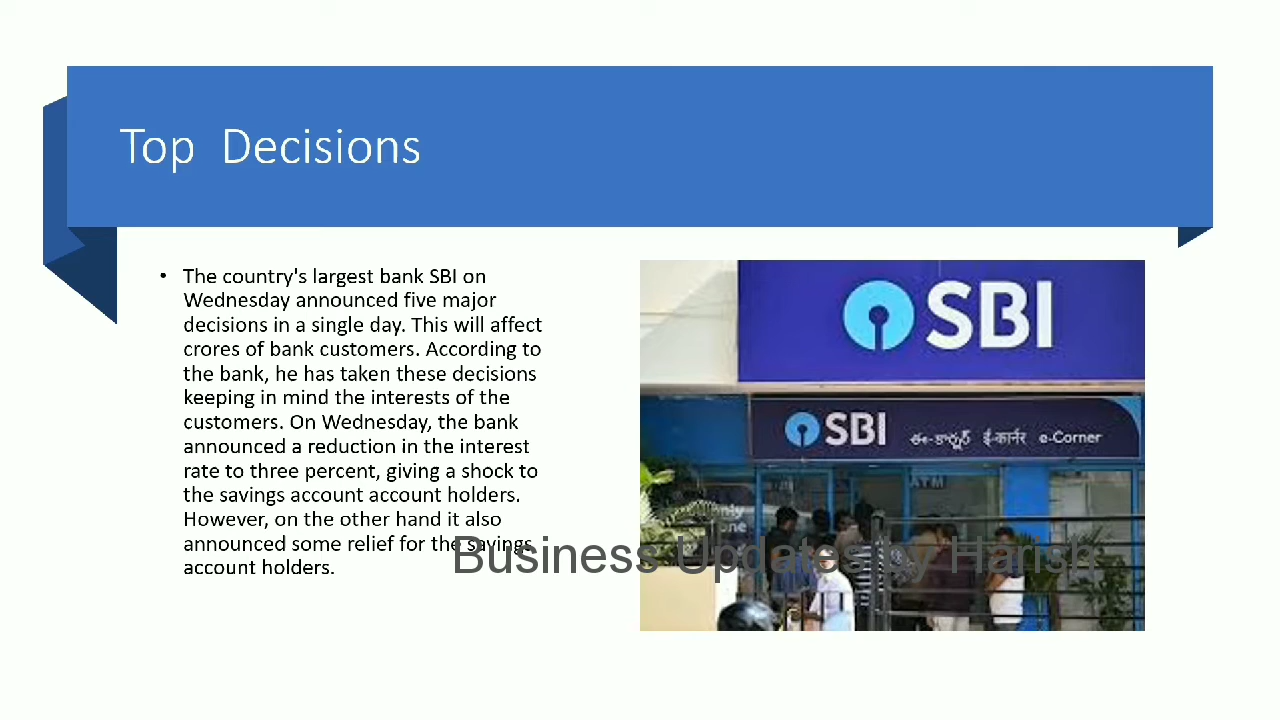 Top Decisions
• The country's largest bank SBI on
Wednesday announced five major
decisions in a single day. This will affect
crores of bank customers. According to
the bank, he has taken these decisions
keeping in mind the interests of the
customers. On Wednesday, the bank
announced a reduction in the interest
rate to three percent, giving a shock to
the savings account account holders.
However, on the other hand it also
announced some relief for the savings
account holders.
SBI
SBI ఈ-కార్నర్ ई-कार्नर e-Corner
ATM
Business Updates by Harish